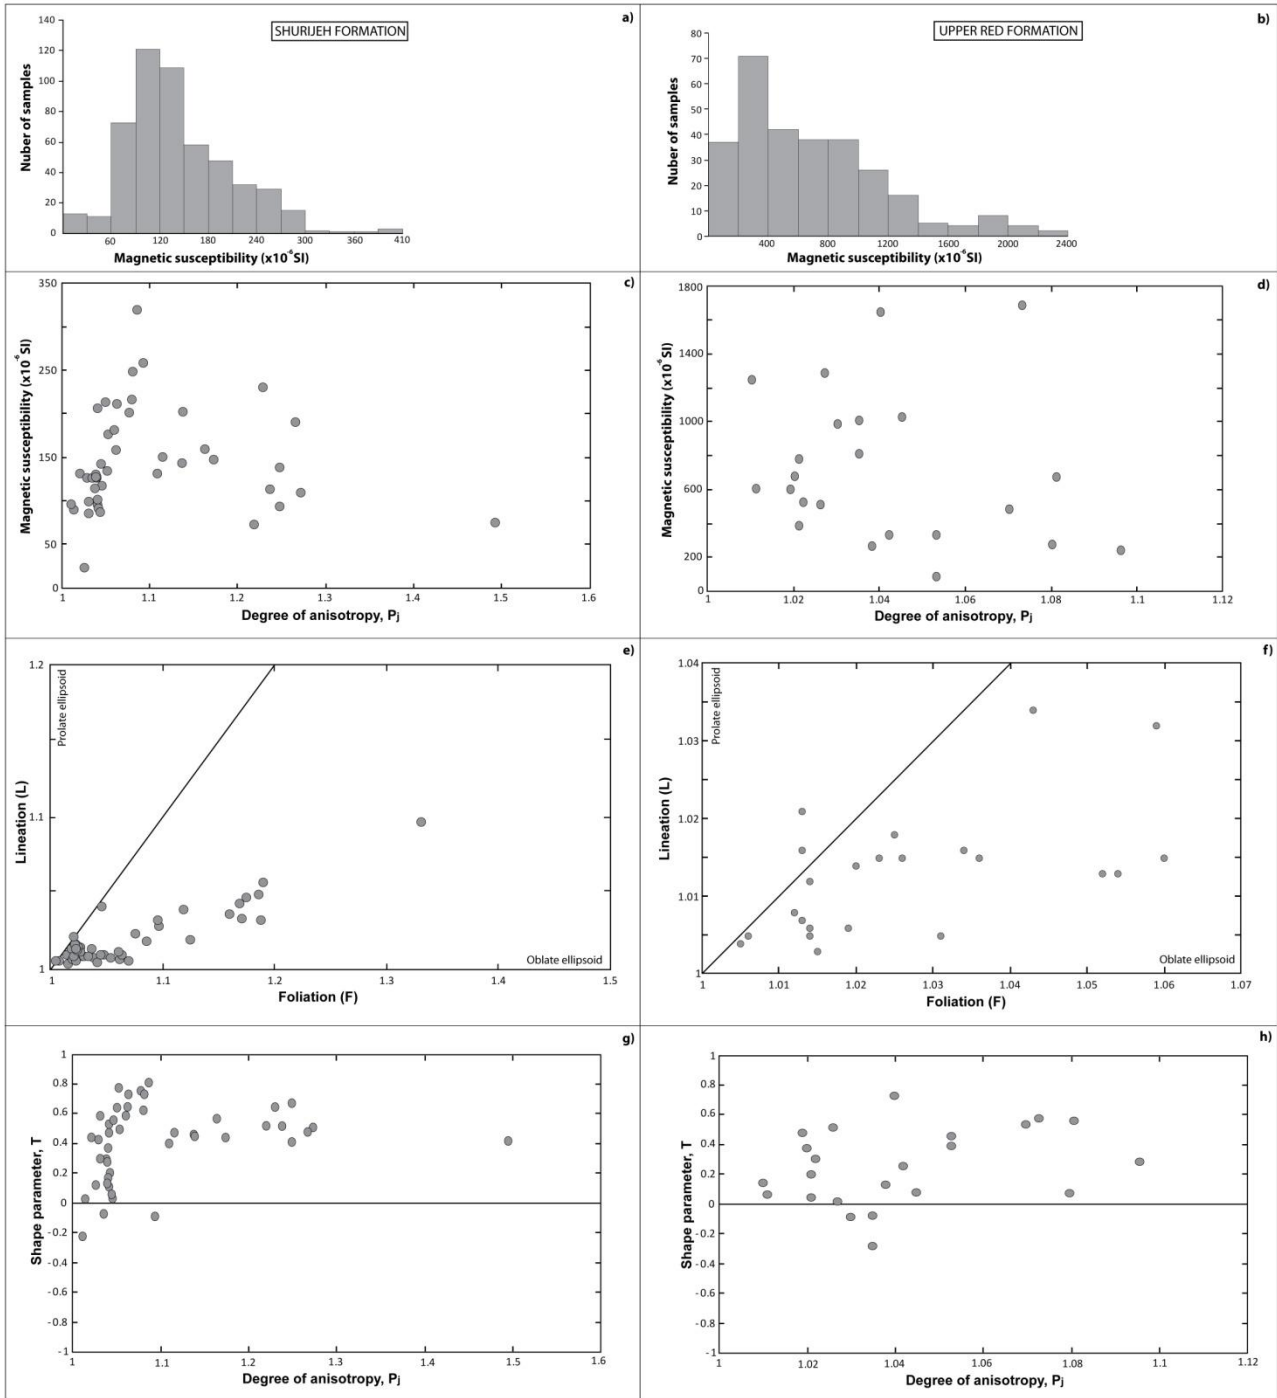 a)
SHURIJEH FORMATION
Nuber of samples
140
120
100
80
60
40
20
0
60 120 180 240 300 360 410
Magnetic susceptibility (x10⁻⁶SI)
b)
UPPER RED FORMATION
Nuber of samples
80
70
60
50
40
30
20
10
0
400 800 1200 1600 2000 2400
Magnetic susceptibility (x10⁻⁶SI)
c)
Magnetic susceptibility (x10⁻⁶SI)
350
250
150
50
0
1 1.1 1.2 1.3 1.4 1.5 1.6
Degree of anisotropy, Pj
d)
Magnetic susceptibility (x10⁻⁶SI)
1800
1400
1000
600
200
0
1 1.02 1.04 1.06 1.08 1.1 1.12
Degree of anisotropy, Pj
e)
Lineation (L)
Prolate ellipsoid
1.2
1.1
1
Oblate ellipsoid
1 1.1 1.2 1.3 1.4 1.5
Foliation (F)
f)
Lineation (L)
Prolate ellipsoid
1.04
1.03
1.02
1.01
1
Oblate ellipsoid
1 1.01 1.02 1.03 1.04 1.05 1.06 1.07
Foliation (F)
g)
Shape parameter, T
1
0.8
0.6
0.4
0.2
0
-0.2
-0.4
-0.6
-0.8
-1
1 1.1 1.2 1.3 1.4 1.5 1.6
Degree of anisotropy, Pj
h)
Shape parameter, T
1
0.8
0.6
0.4
0.2
0
-0.2
-0.4
-0.6
-0.8
-1
1 1.02 1.04 1.06 1.08 1.1 1.12
Degree of anisotropy, Pj